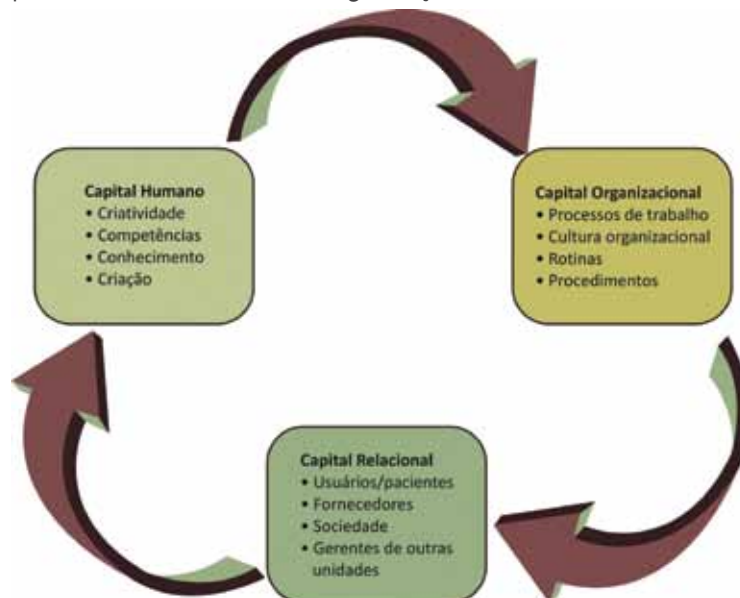 Capital Humano
• Criatividade
• Competências
• Conhecimento
• Criação
Capital Organizacional
• Processos de trabalho
• Cultura organizacional
• Rotinas
• Procedimentos
Capital Relacional
• Usuários/pacientes
• Fornecedores
• Sociedade
• Gerentes de outras
unidades